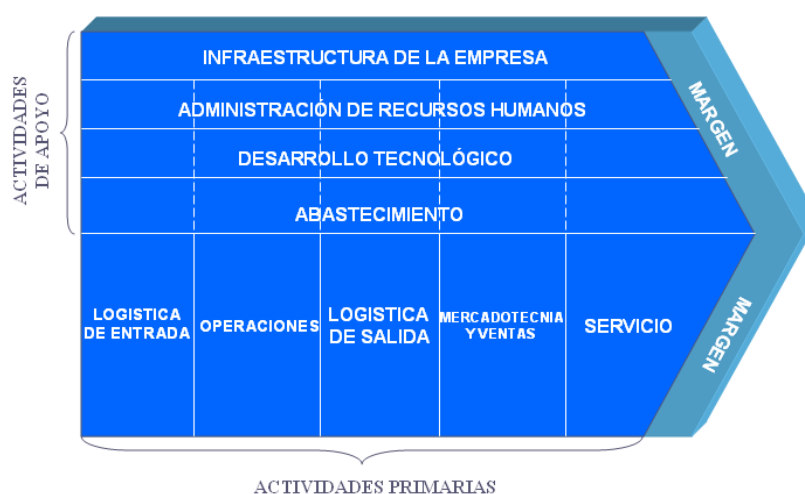 ACTIVIDADES
DE APOYO
INFRAESTRUCTURA DE LA EMPRESA
ADMINISTRACIÓN DE RECURSOS HUMANOS
DESARROLLO TECNOLÓGICO
ABASTECIMIENTO
MARGEN
LOGISTICA
DE ENTRADA
OPERACIONES
LOGISTICA
DE SALIDA
MERCADOTECNIA
Y VENTAS
SERVICIO
MARGEN
ACTIVIDADES PRIMARIAS